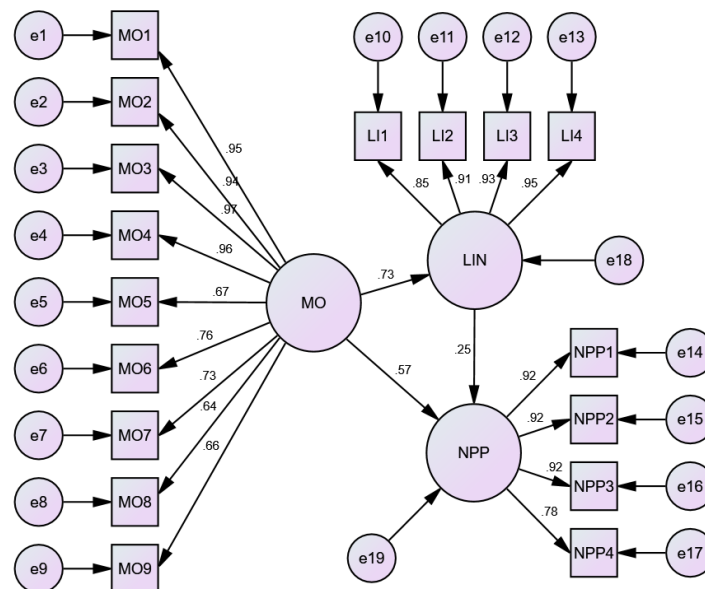 e1 MO1
e2 MO2
e3 MO3
e4 MO4
e5 MO5
e6 MO6
e7 MO7
e8 MO8
e9 MO9
.95
.94
.97
.96
.67
.76
.73
.64
.66
MO
.73
.57
e10 e11 e12 e13
LI1 LI2 LI3 LI4
.85 .91 .93 .95
LIN
e18
.25
NPP
e19
.92
.92
.92
.78
NPP1 e14
NPP2 e15
NPP3 e16
NPP4 e17